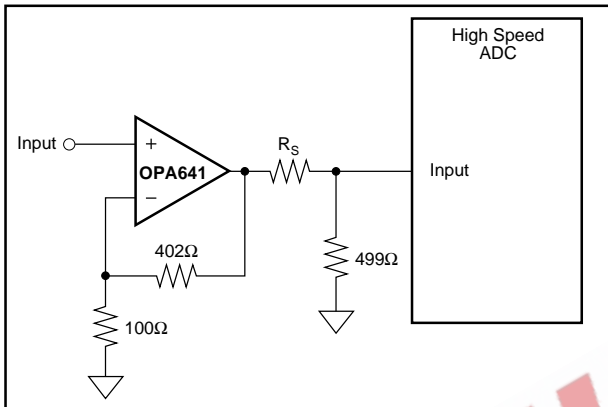 High Speed
ADC
Input
+
OPA641
−
R_S
Input
402Ω
499Ω
100Ω